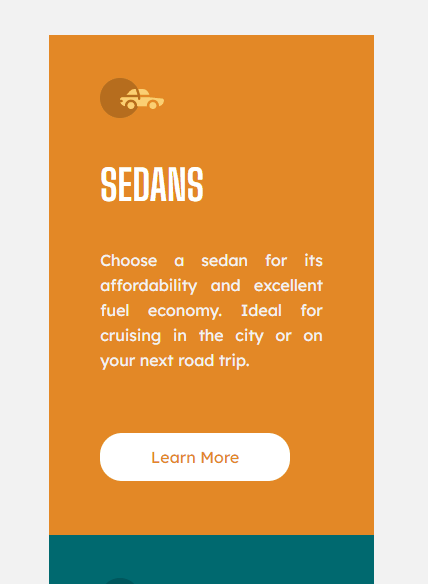 SEDANS
Choose a sedan for its
affordability and excellent
fuel economy. Ideal for
cruising in the city or on
your next road trip.
Learn More